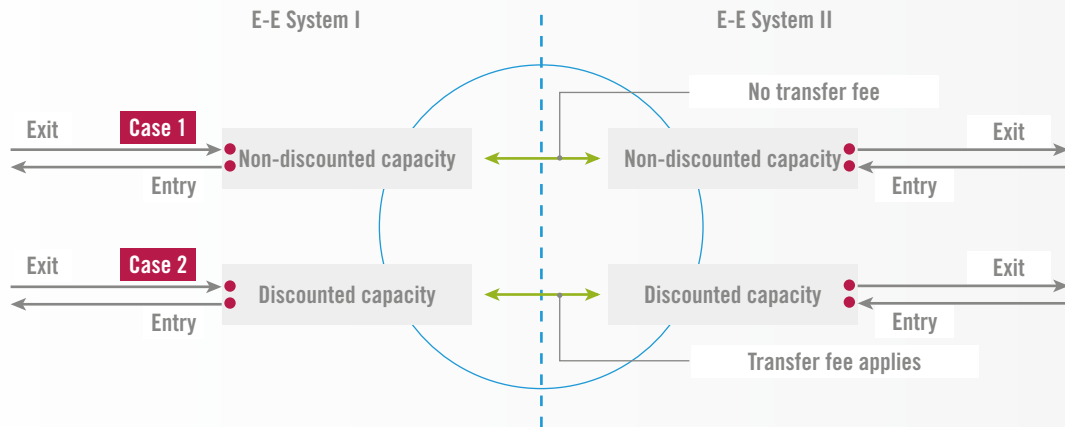 E-E System I
E-E System II
No transfer fee
Exit
Case 1
Exit
Non-discounted capacity
Non-discounted capacity
Entry
Entry
Exit
Case 2
Exit
Discounted capacity
Discounted capacity
Entry
Entry
Transfer fee applies